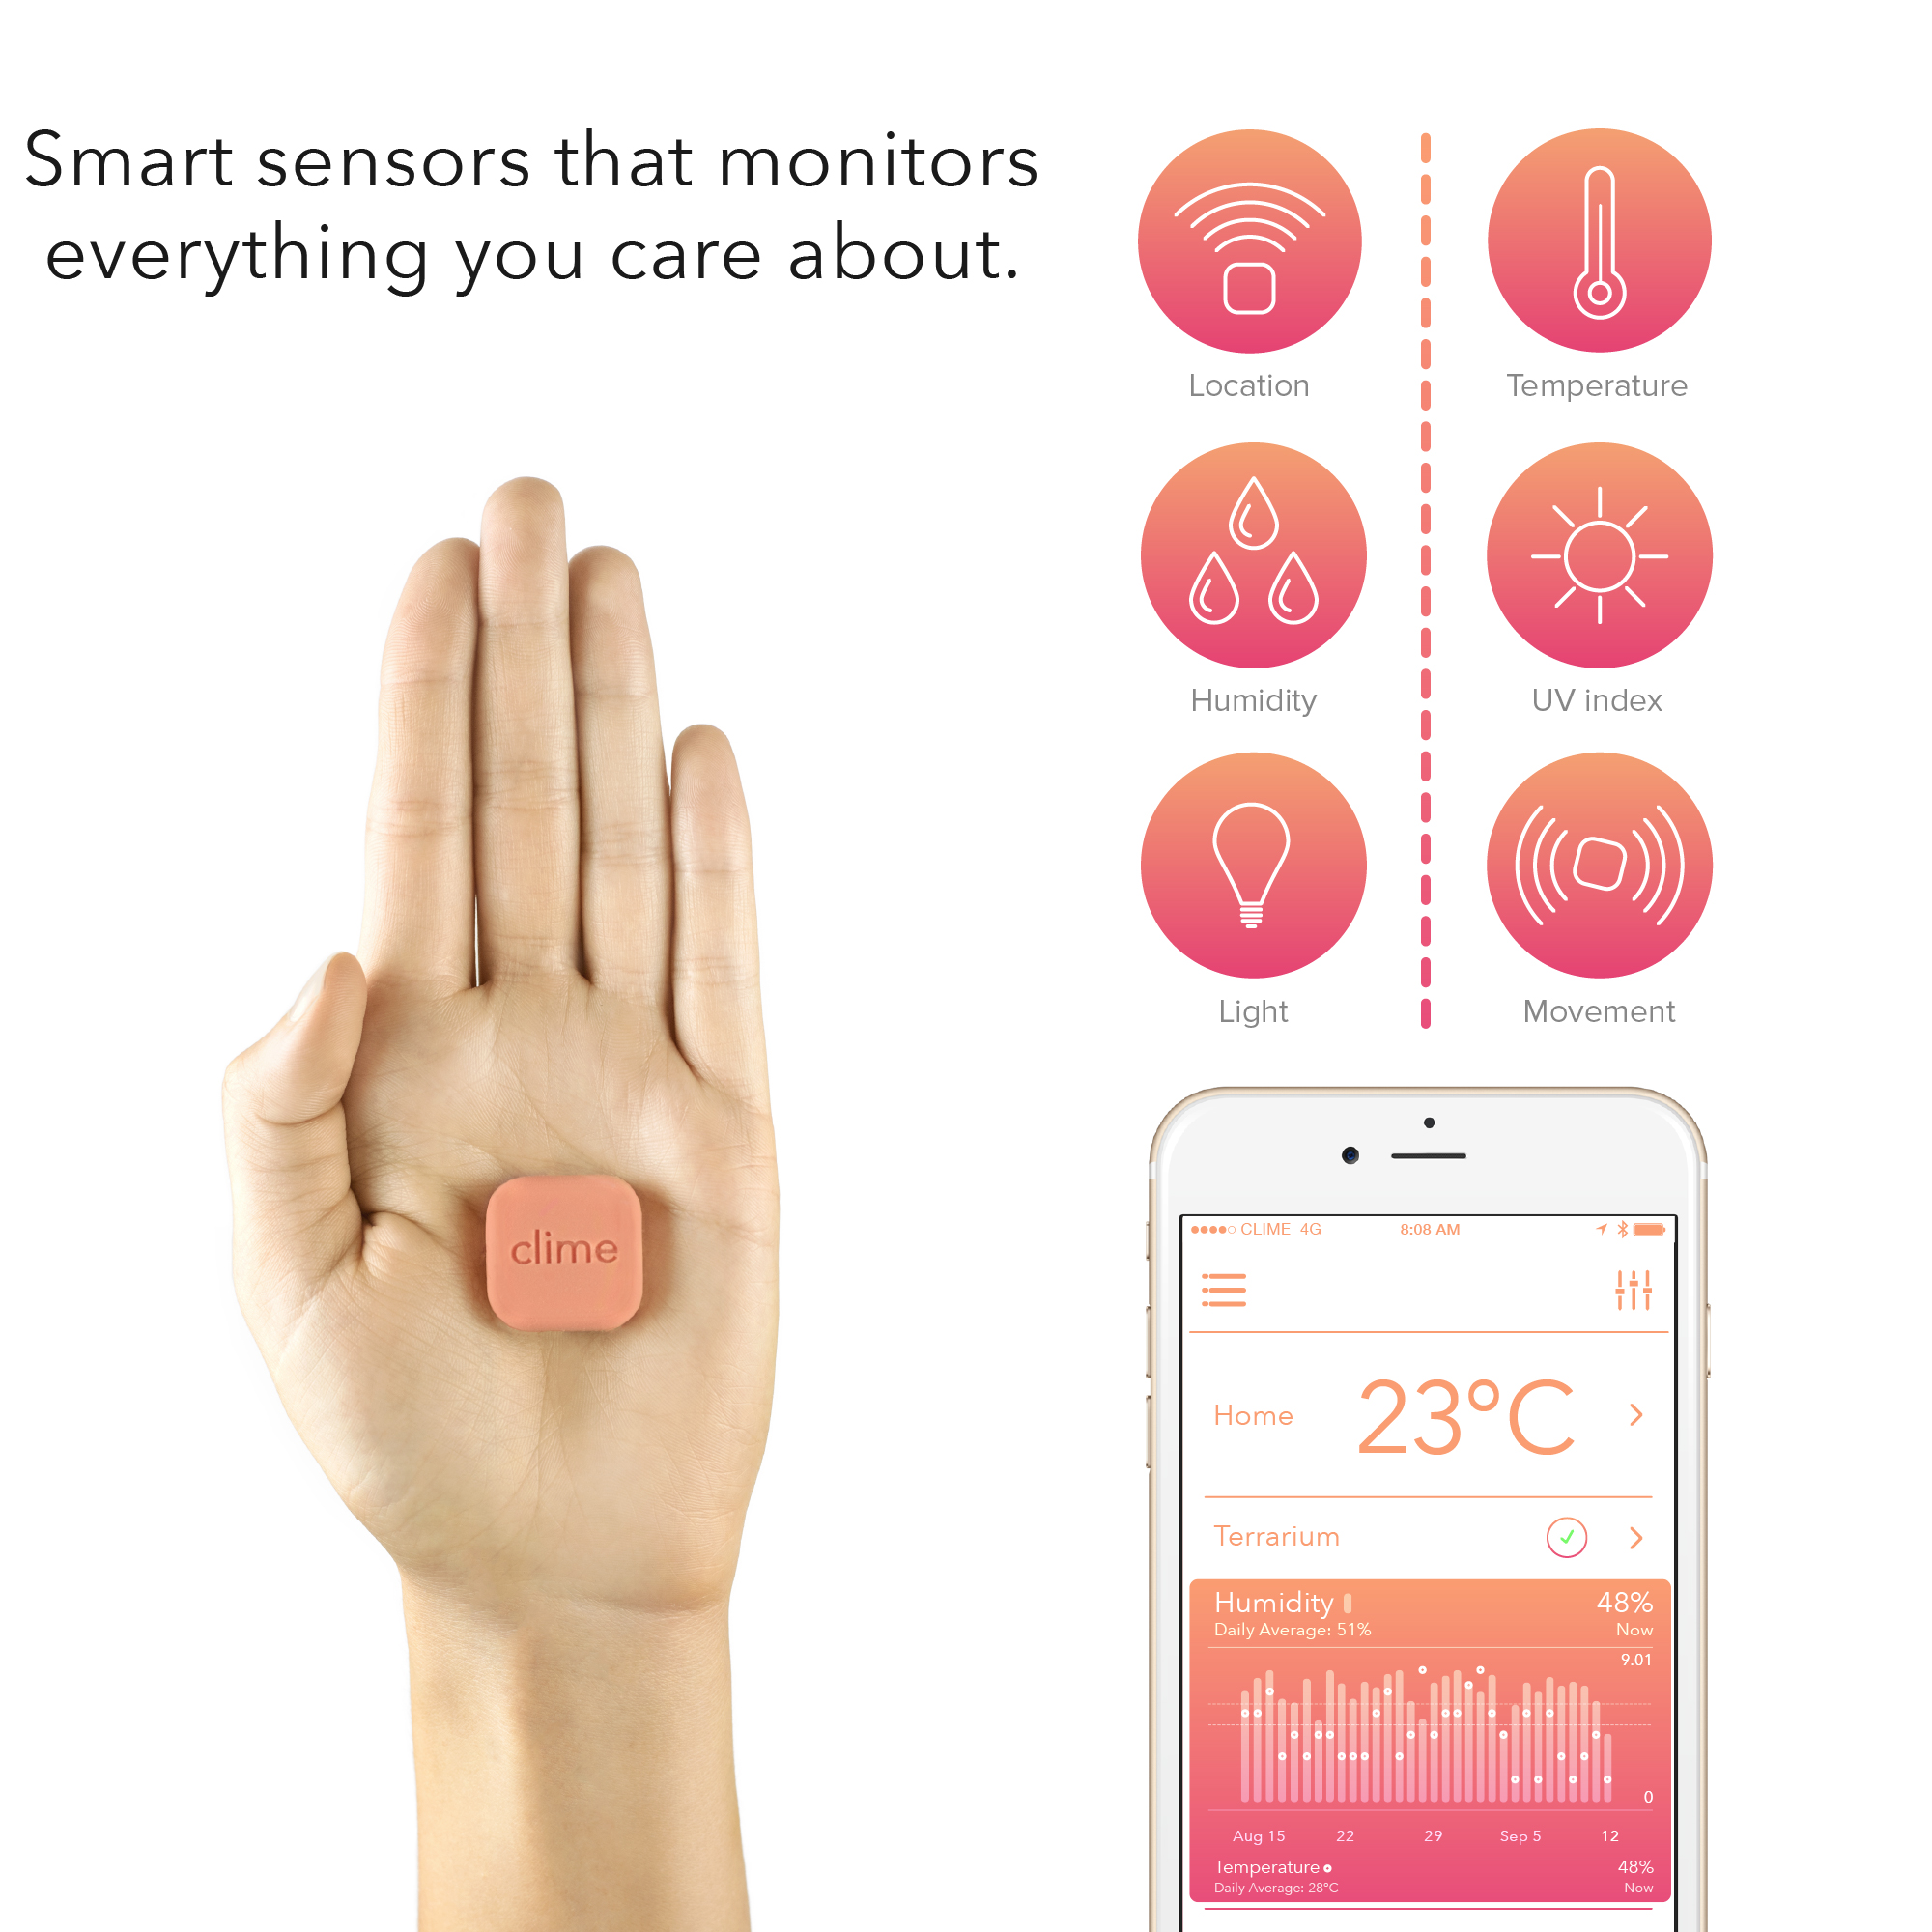 Smart sensors that monitors
everything you care about.
Location
Temperature
Humidity
UV index
Light
Movement
clime
CLIME 4G 8:08 AM
Home 23°C
Terrarium
Humidity 48%
Daily Average: 51% Now
9.01
0
Aug 15 22 29 Sep 5 12
Temperature 48%
Daily Average: 28°C Now